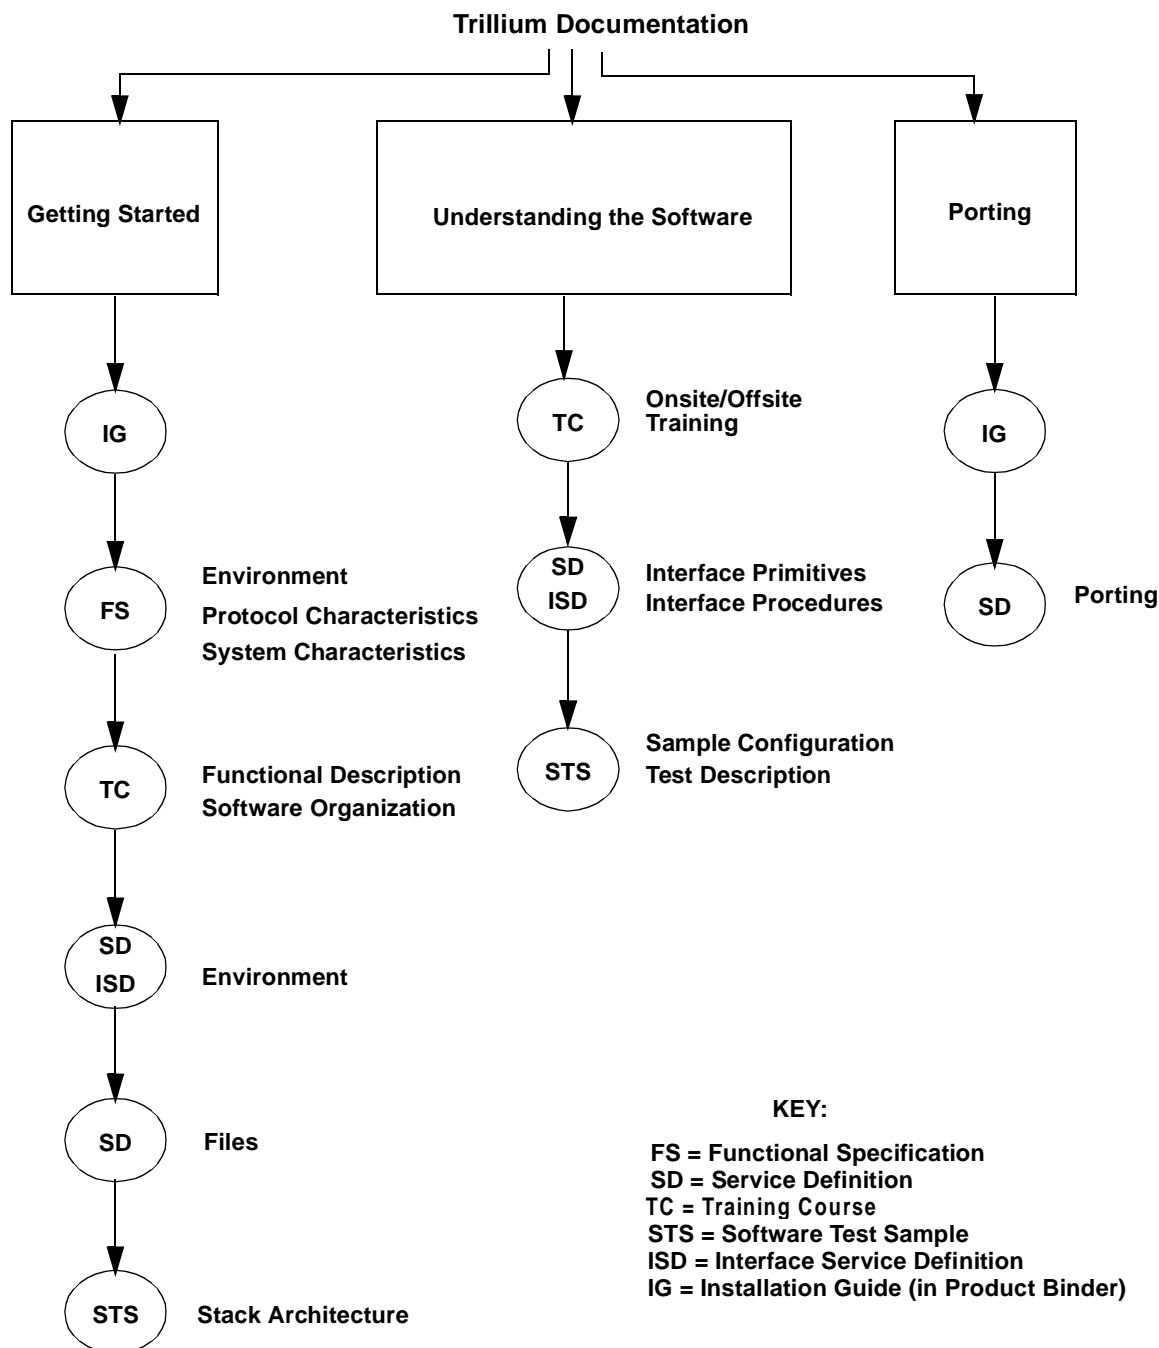 Trillium Documentation
Getting Started
Understanding the Software
Porting
IG
FS
Environment
Protocol Characteristics
System Characteristics
TC
Functional Description
Software Organization
SD
ISD
Environment
SD
Files
STS
Stack Architecture
TC
Onsite/Offsite
Training
SD
ISD
Interface Primitives
Interface Procedures
STS
Sample Configuration
Test Description
IG
SD
Porting
KEY:
FS = Functional Specification
SD = Service Definition
TC = Training Course
STS = Software Test Sample
ISD = Interface Service Definition
IG = Installation Guide (in Product Binder)